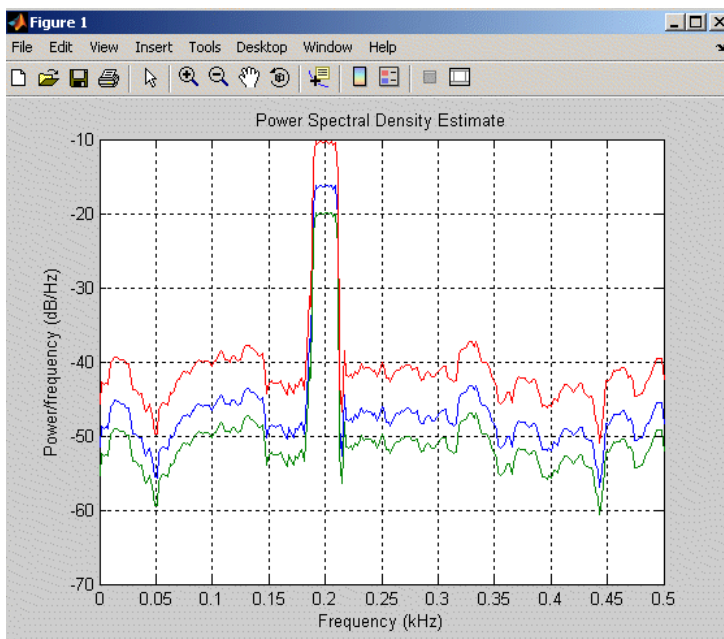 Figure 1
File Edit View Insert Tools Desktop Window Help
Power Spectral Density Estimate
-10
-20
-30
-40
-50
-60
-70
Power/frequency (dB/Hz)
0 0.05 0.1 0.15 0.2 0.25 0.3 0.35 0.4 0.45 0.5
Frequency (kHz)